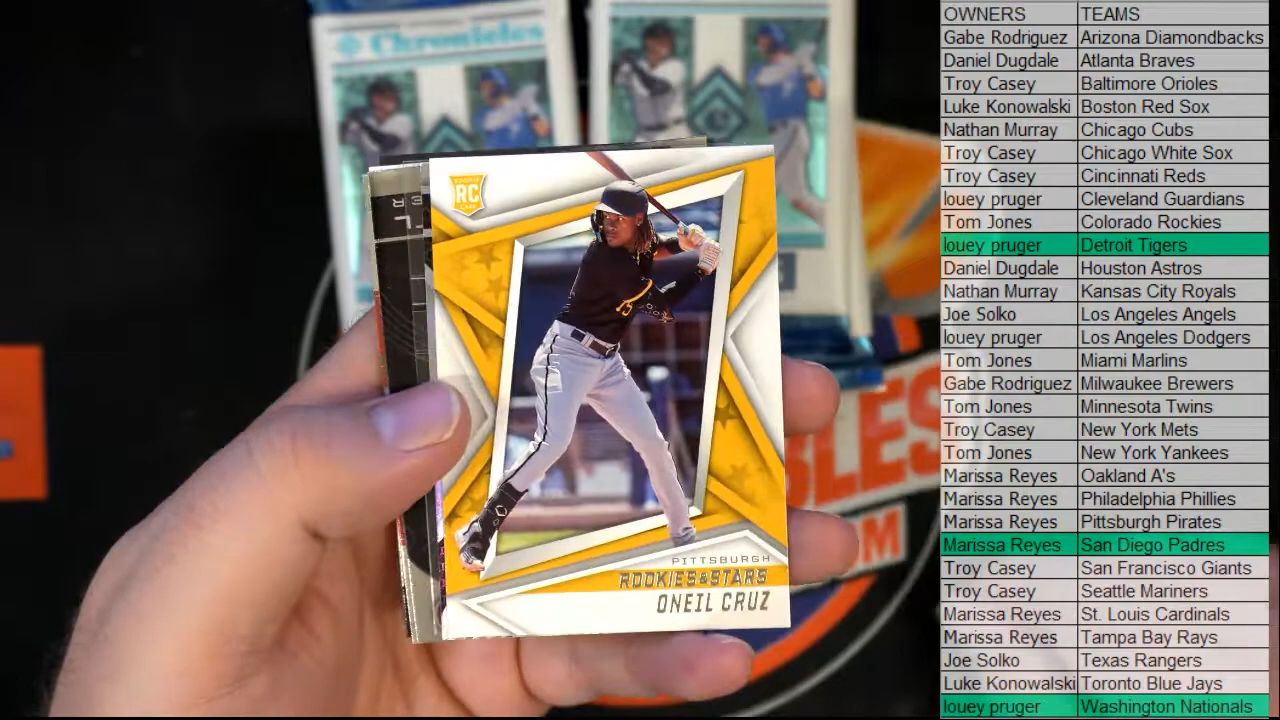 Chronicles
RC
15
PITTSBURGH
ROOKIES & STARS
ONEIL CRUZ
BLES
M
OWNERS TEAMS
Gabe Rodriguez Arizona Diamondbacks
Daniel Dugdale Atlanta Braves
Troy Casey Baltimore Orioles
Luke Konowalski Boston Red Sox
Nathan Murray Chicago Cubs
Troy Casey Chicago White Sox
Troy Casey Cincinnati Reds
louey pruger Cleveland Guardians
Tom Jones Colorado Rockies
louey pruger Detroit Tigers
Daniel Dugdale Houston Astros
Nathan Murray Kansas City Royals
Joe Solko Los Angeles Angels
louey pruger Los Angeles Dodgers
Tom Jones Miami Marlins
Gabe Rodriguez Milwaukee Brewers
Tom Jones Minnesota Twins
Troy Casey New York Mets
Tom Jones New York Yankees
Marissa Reyes Oakland A's
Marissa Reyes Philadelphia Phillies
Marissa Reyes Pittsburgh Pirates
Marissa Reyes San Diego Padres
Troy Casey San Francisco Giants
Troy Casey Seattle Mariners
Marissa Reyes St. Louis Cardinals
Marissa Reyes Tampa Bay Rays
Joe Solko Texas Rangers
Luke Konowalski Toronto Blue Jays
louey pruger Washington Nationals